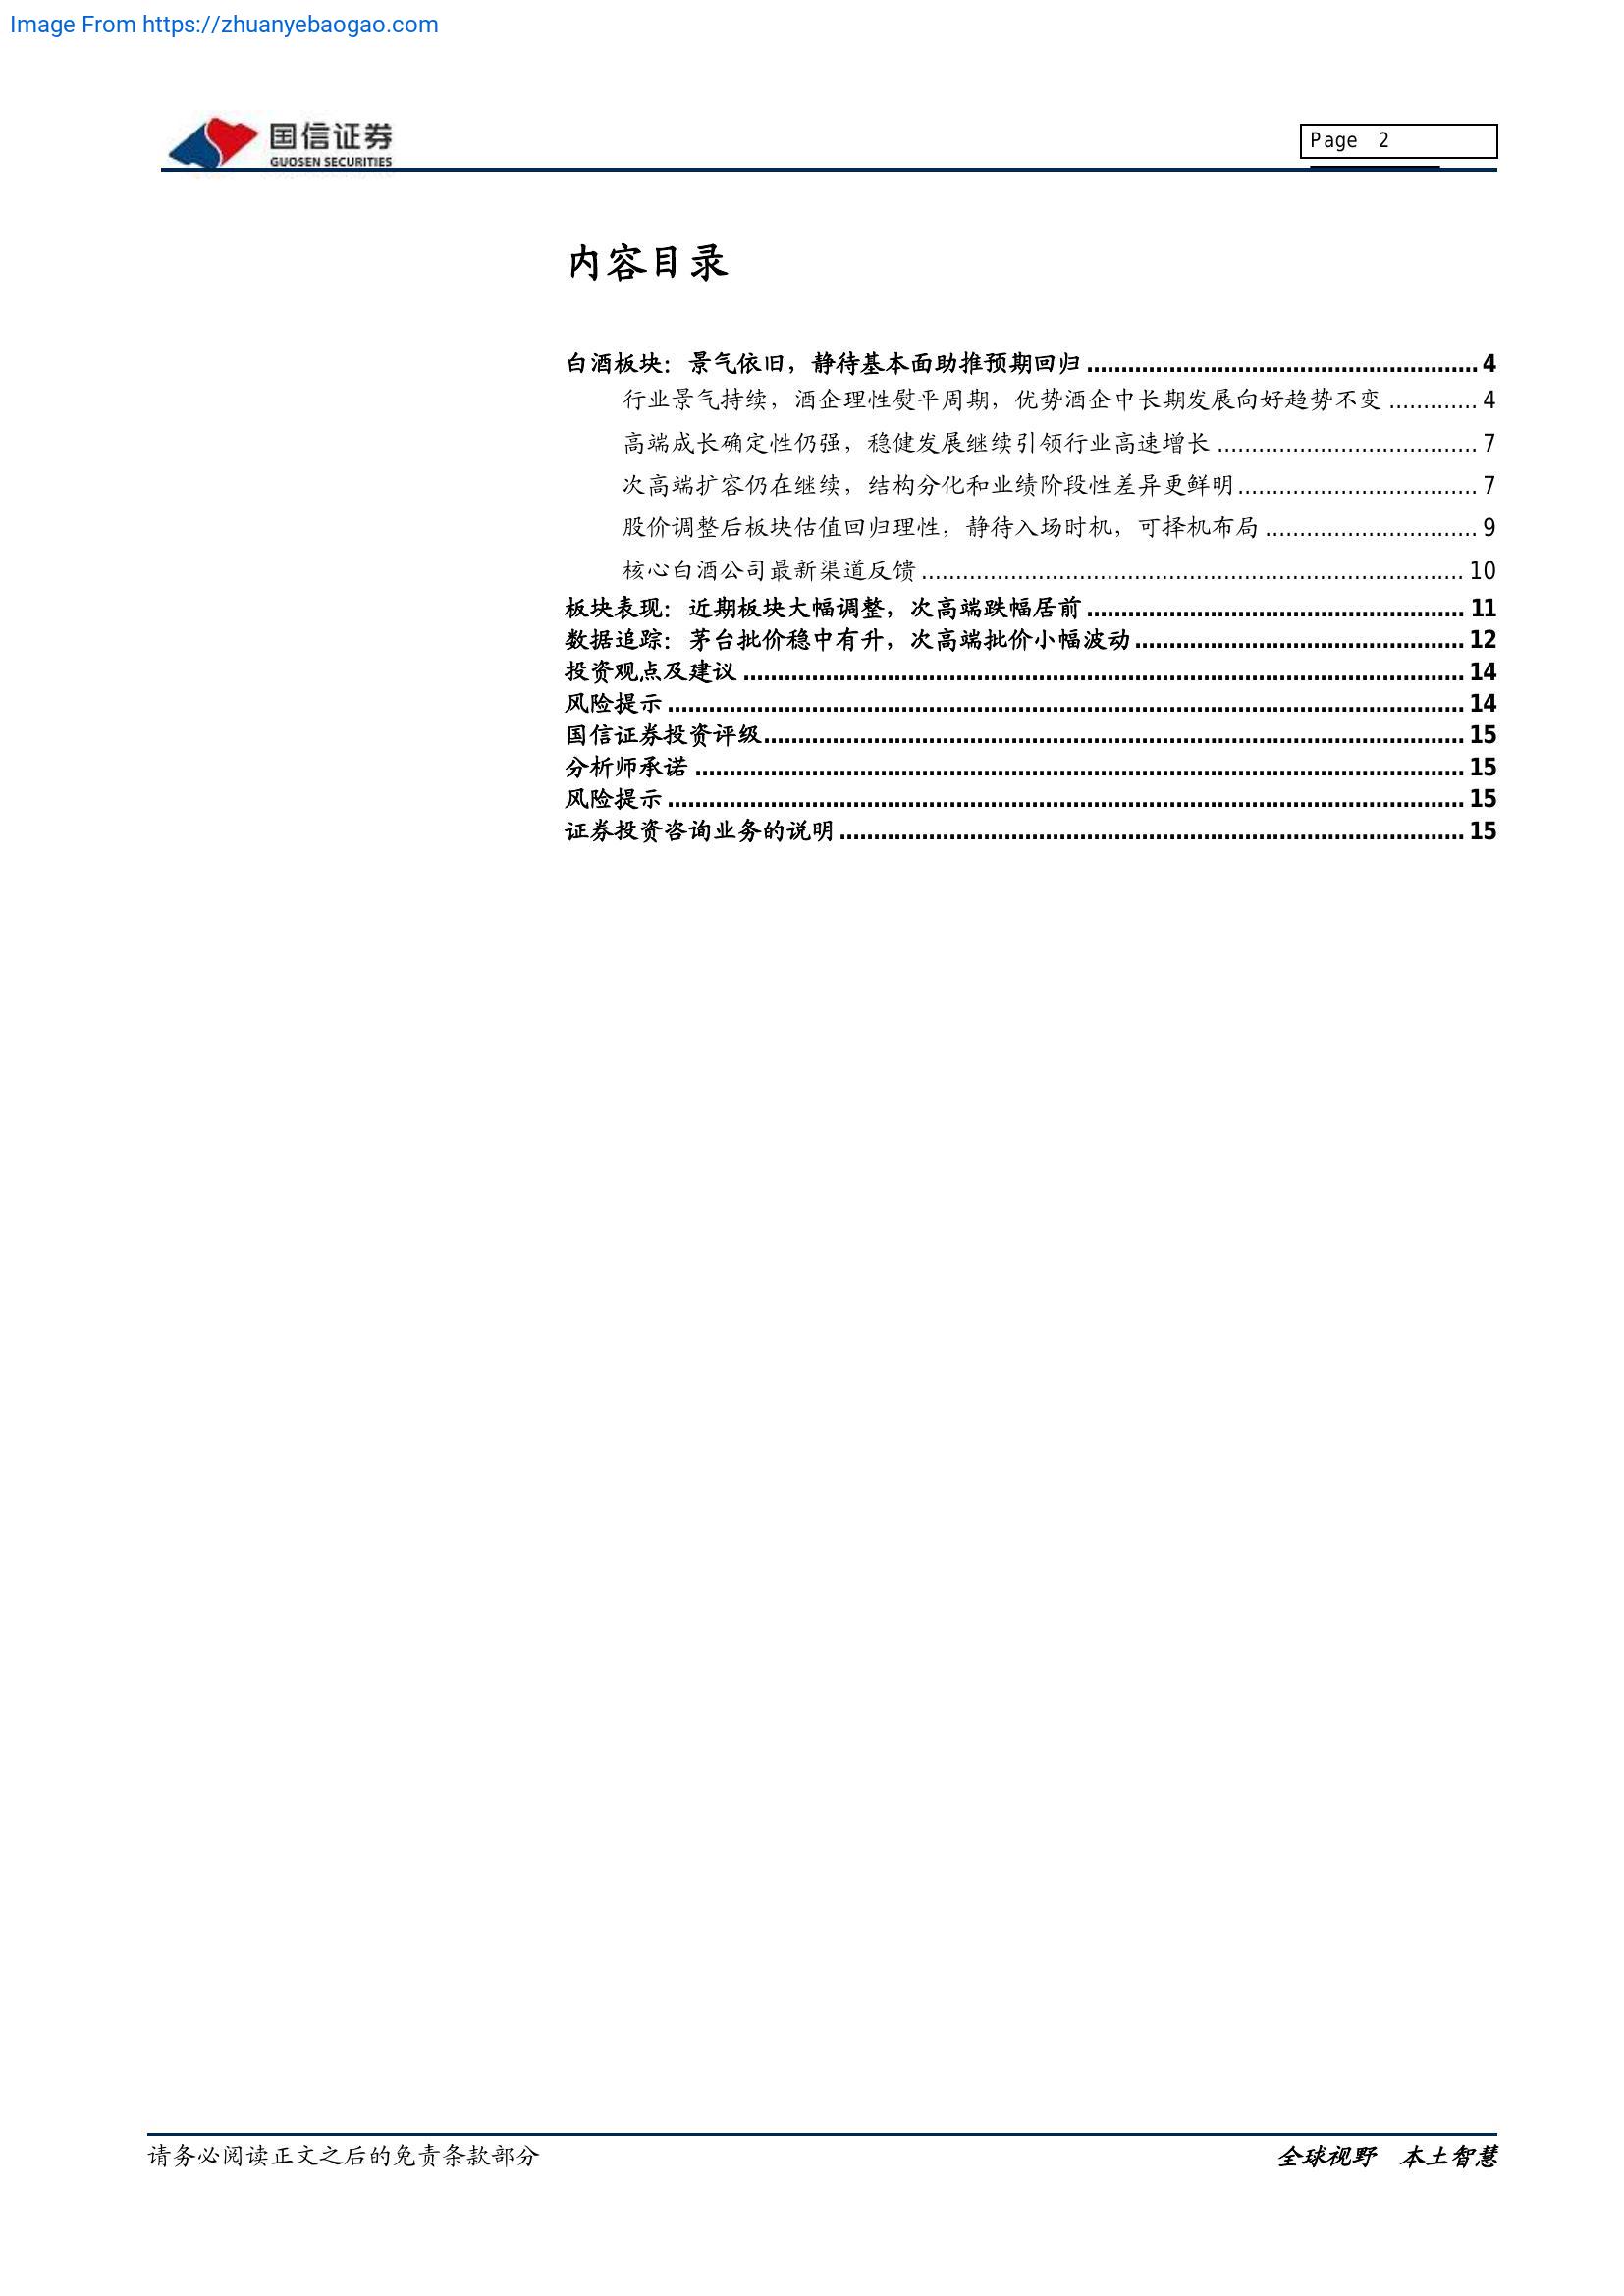 Image From https://zhuanyebaogao.com
国信证券
GUOSEN SECURITIES
Page 2
内容目录
白酒板块：景气依旧，静待基本面助推预期回归 ........................................................ 4
行业景气持续，酒企理性熨平周期，优势酒企中长期发展向好趋势不变 ............. 4
高端成长确定性仍强，稳健发展继续引领行业高速增长 ...................................... 7
次高端扩容仍在继续，结构分化和业绩阶段性差异更鲜明................................... 7
股价调整后板块估值回归理性，静待入场时机，可择机布局 ............................... 9
核心白酒公司最新渠道反馈 ............................................................................... 10
板块表现：近期板块大幅调整，次高端跌幅居前 ...................................................... 11
数据追踪：茅台批价稳中有升，次高端批价小幅波动 ............................................... 12
投资观点及建议 ........................................................................................................ 14
风险提示 ................................................................................................................... 14
国信证券投资评级..................................................................................................... 15
分析师承诺 ............................................................................................................... 15
风险提示 ................................................................................................................... 15
证券投资咨询业务的说明 .......................................................................................... 15
请务必阅读正文之后的免责条款部分
全球视野 本土智慧